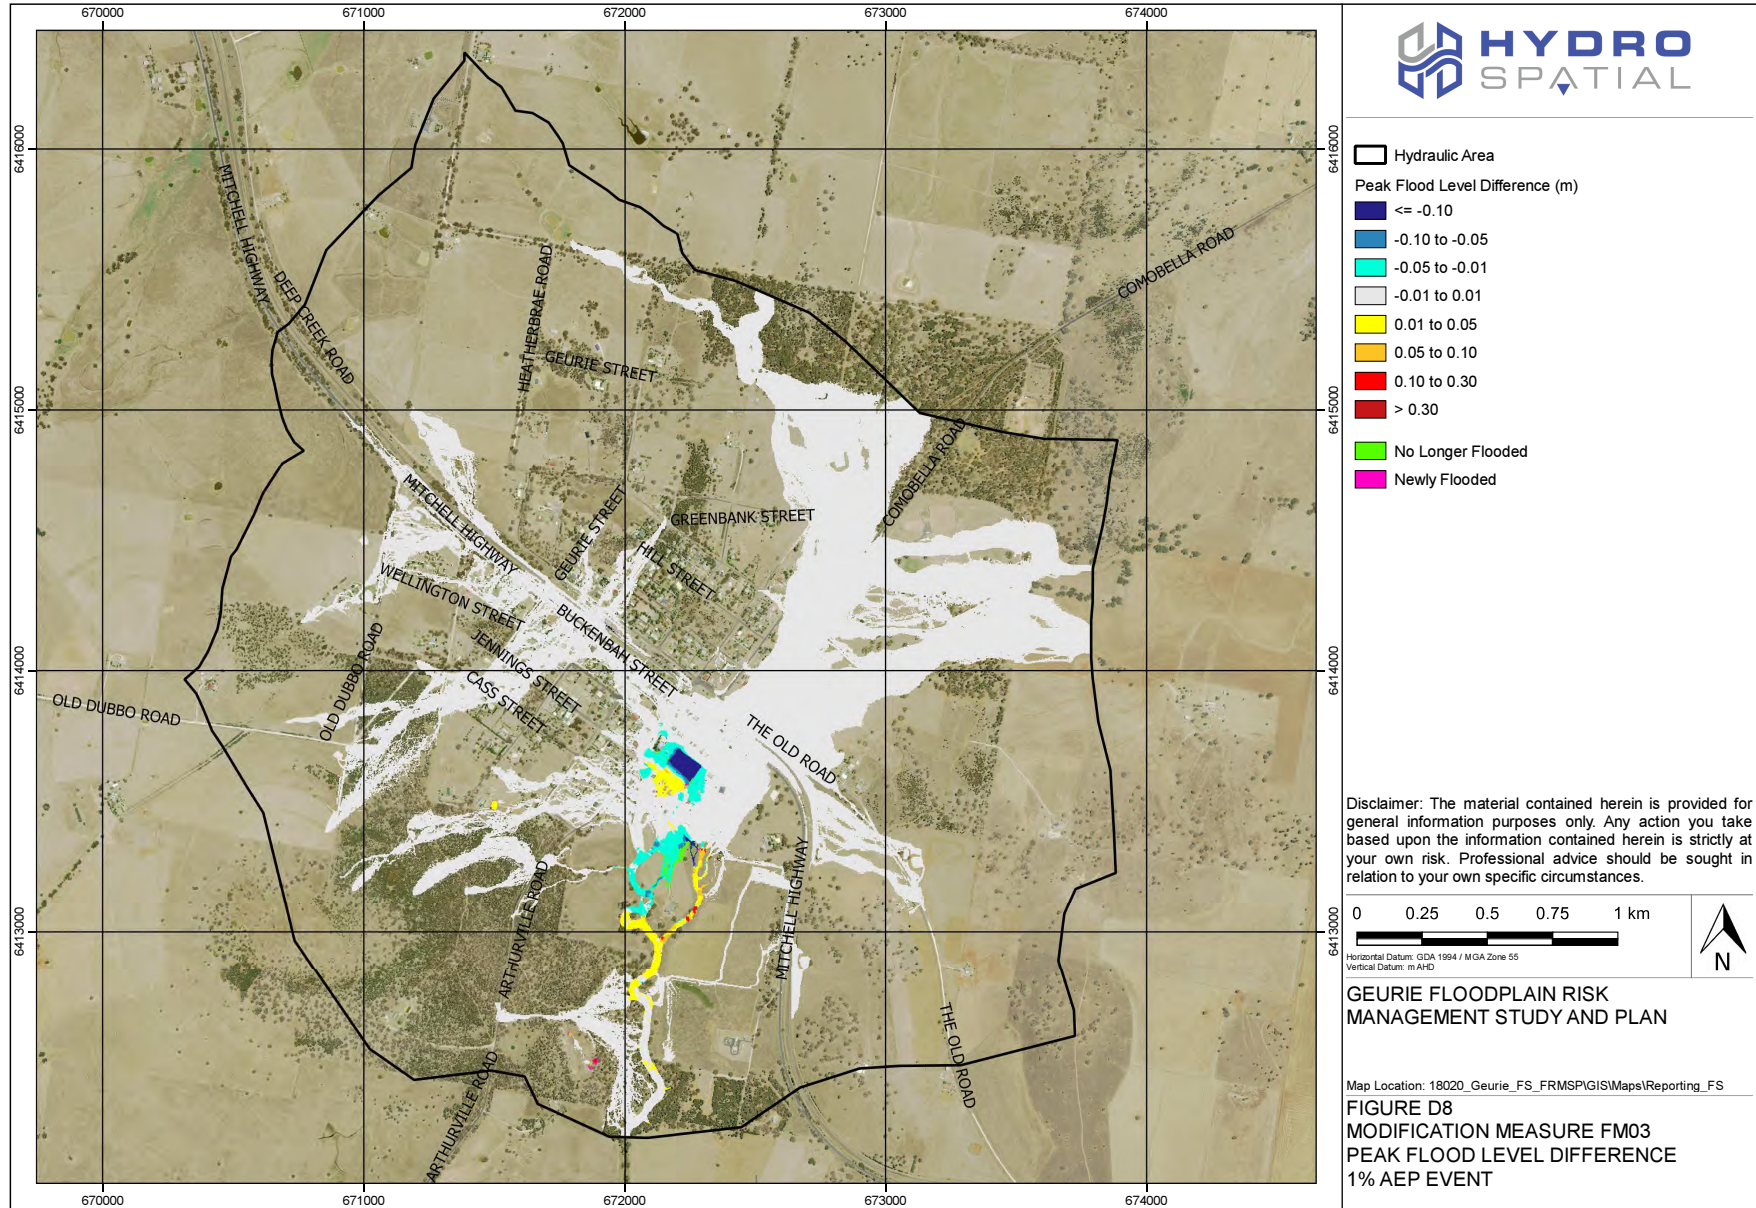 670000
671000
672000
673000
674000
6416000
6416000
MITCHELL HIGHWAY
DEEP CREEK ROAD
HEATHERBRAE ROAD
GEURIE STREET
COMOBELLA ROAD
6415000
6415000
COMOBELLA ROAD
MITCHELL HIGHWAY
GEURIE STREET
GREENBANK STREET
HILL STREET
WELLINGTON STREET
BUCKENBAH STREET
JENNINGS STREET
CASS STREET
OLD DUBBO ROAD
OLD DUBBO ROAD
6414000
6414000
THE OLD ROAD
MITCHELL HIGHWAY
ARTHURVILLE ROAD
6413000
6413000
THE OLD ROAD
ARTHURVILLE ROAD
670000
671000
672000
673000
674000
HYDRO
SPATIAL
Hydraulic Area
Peak Flood Level Difference (m)
<= -0.10
-0.10 to -0.05
-0.05 to -0.01
-0.01 to 0.01
0.01 to 0.05
0.05 to 0.10
0.10 to 0.30
> 0.30
No Longer Flooded
Newly Flooded
Disclaimer: The material contained herein is provided for
general information purposes only. Any action you take
based upon the information contained herein is strictly at
your own risk. Professional advice should be sought in
relation to your own specific circumstances.
0 0.25 0.5 0.75 1 km
Horizontal Datum: GDA 1994 / MGA Zone 55
Vertical Datum: m AHD
N
GEURIE FLOODPLAIN RISK
MANAGEMENT STUDY AND PLAN
Map Location: 18020_Geurie_FS_FRMSP\GIS\Maps\Reporting_FS
FIGURE D8
MODIFICATION MEASURE FM03
PEAK FLOOD LEVEL DIFFERENCE
1% AEP EVENT